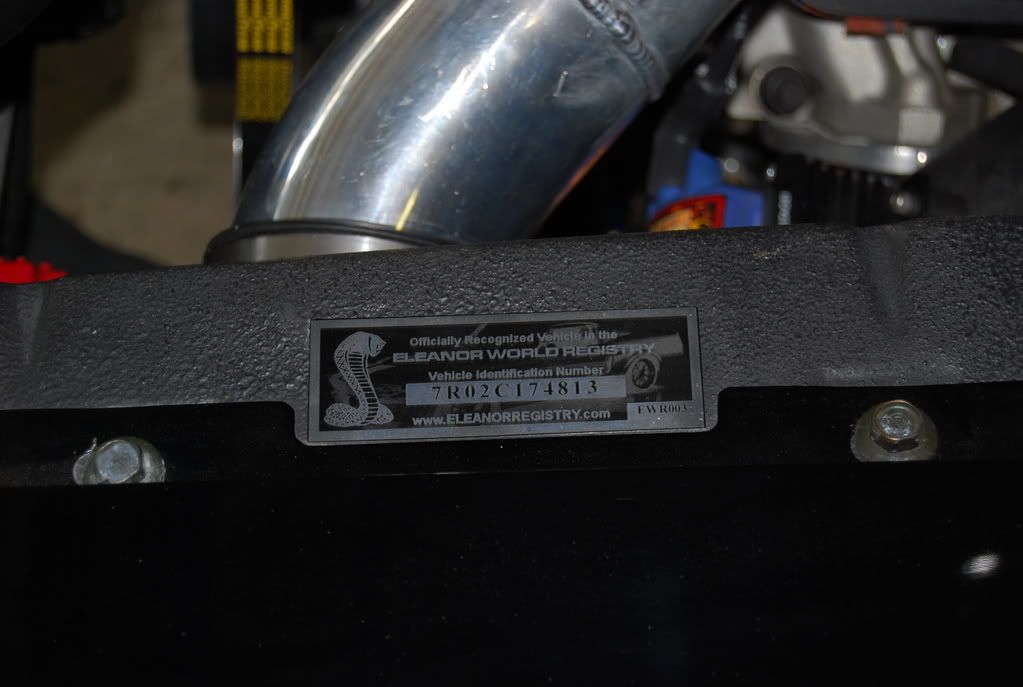 Officially Recognized Vehicle in the
ELEANOR WORLD REGISTRY
Vehicle Identification Number
7R02C174813
EWR003
www.ELEANORREGISTRY.com